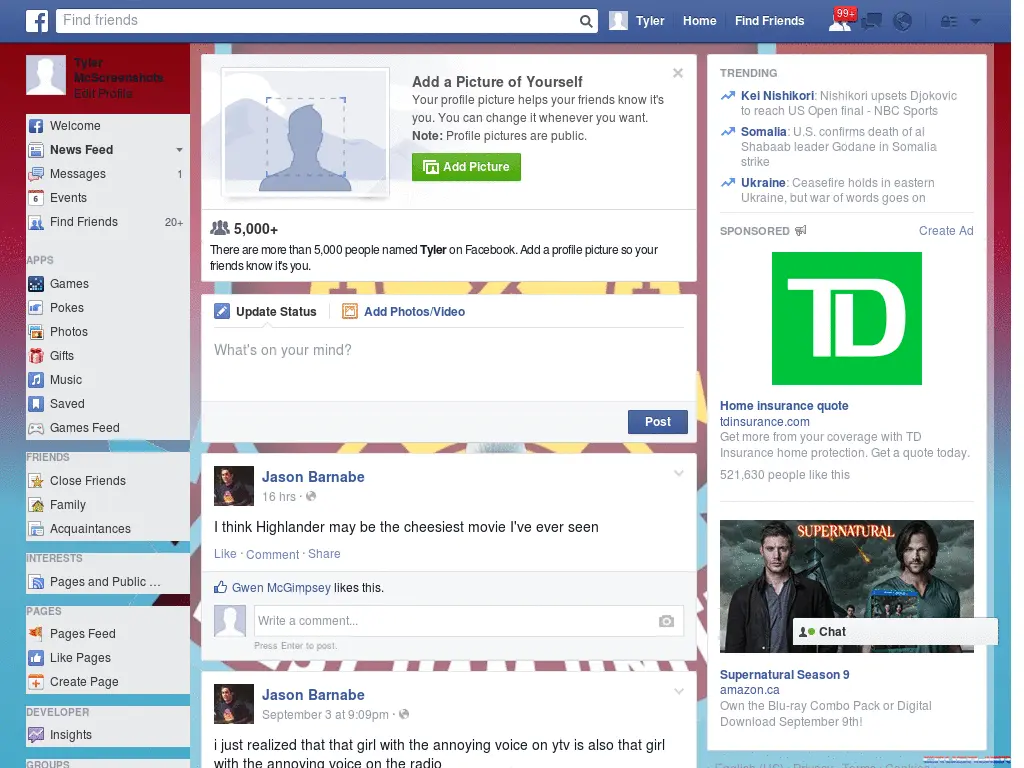 Find friends
Tyler
Home
Find Friends
99+
Tyler McScreenshots
Edit Profile
Welcome
News Feed
Messages 1
Events
Find Friends 20+
APPS
Games
Pokes
Photos
Gifts
Music
Saved
Games Feed
FRIENDS
Close Friends
Family
Acquaintances
INTERESTS
Pages and Public ...
PAGES
Pages Feed
Like Pages
Create Page
DEVELOPER
Insights
GROUPS
Add a Picture of Yourself
Your profile picture helps your friends know it's
you. You can change it whenever you want.
Note: Profile pictures are public.
Add Picture
5,000+
There are more than 5,000 people named Tyler on Facebook. Add a profile picture so your
friends know it's you.
Update Status
Add Photos/Video
What's on your mind?
Post
Jason Barnabe
16 hrs ·
I think Highlander may be the cheesiest movie I've ever seen
Like · Comment · Share
Gwen McGimpsey likes this.
Write a comment...
Press Enter to post.
Jason Barnabe
September 3 at 9:09pm ·
i just realized that that girl with the annoying voice on ytv is also that girl
with the annoying voice on the radio
TRENDING
Kei Nishikori: Nishikori upsets Djokovic
to reach US Open final - NBC Sports
Somalia: U.S. confirms death of al
Shabaab leader Godane in Somalia
strike
Ukraine: Ceasefire holds in eastern
Ukraine, but war of words goes on
SPONSORED
Create Ad
TD
Home insurance quote
tdinsurance.com
Get more from your coverage with TD
Insurance home protection. Get a quote today.
521,630 people like this
SUPERNATURAL
Chat
Supernatural Season 9
amazon.ca
Own the Blu-ray Combo Pack or Digital
Download September 9th!
English (US) · Privacy · Terms · Cookies